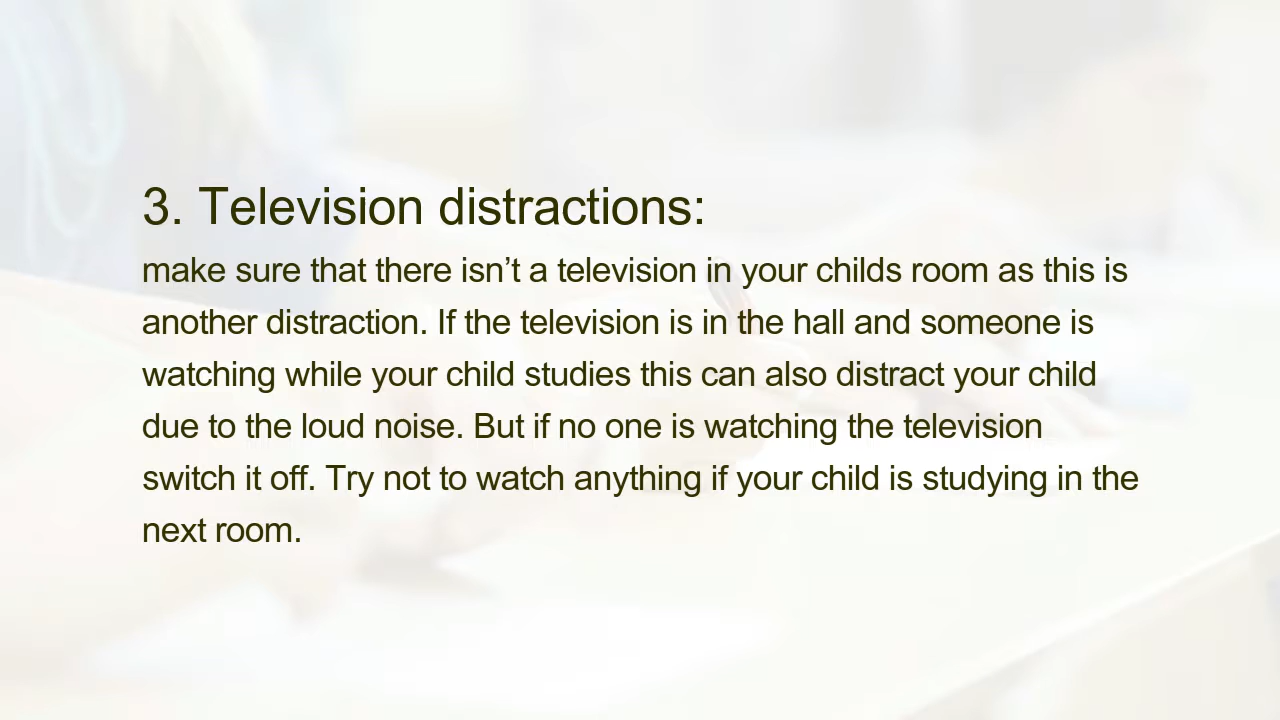 3. Television distractions:
make sure that there isn’t a television in your childs room as this is
another distraction. If the television is in the hall and someone is
watching while your child studies this can also distract your child
due to the loud noise. But if no one is watching the television
switch it off. Try not to watch anything if your child is studying in the
next room.